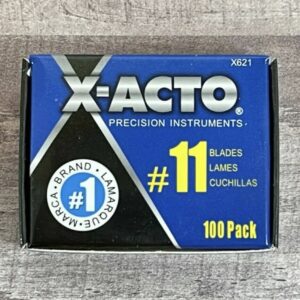 X621
X-ACTO®
PRECISION INSTRUMENTS
#11
BLADES
LAMES
CUCHILLAS
BRAND · LAMARQUE · MARCA ·
#1
100 Pack